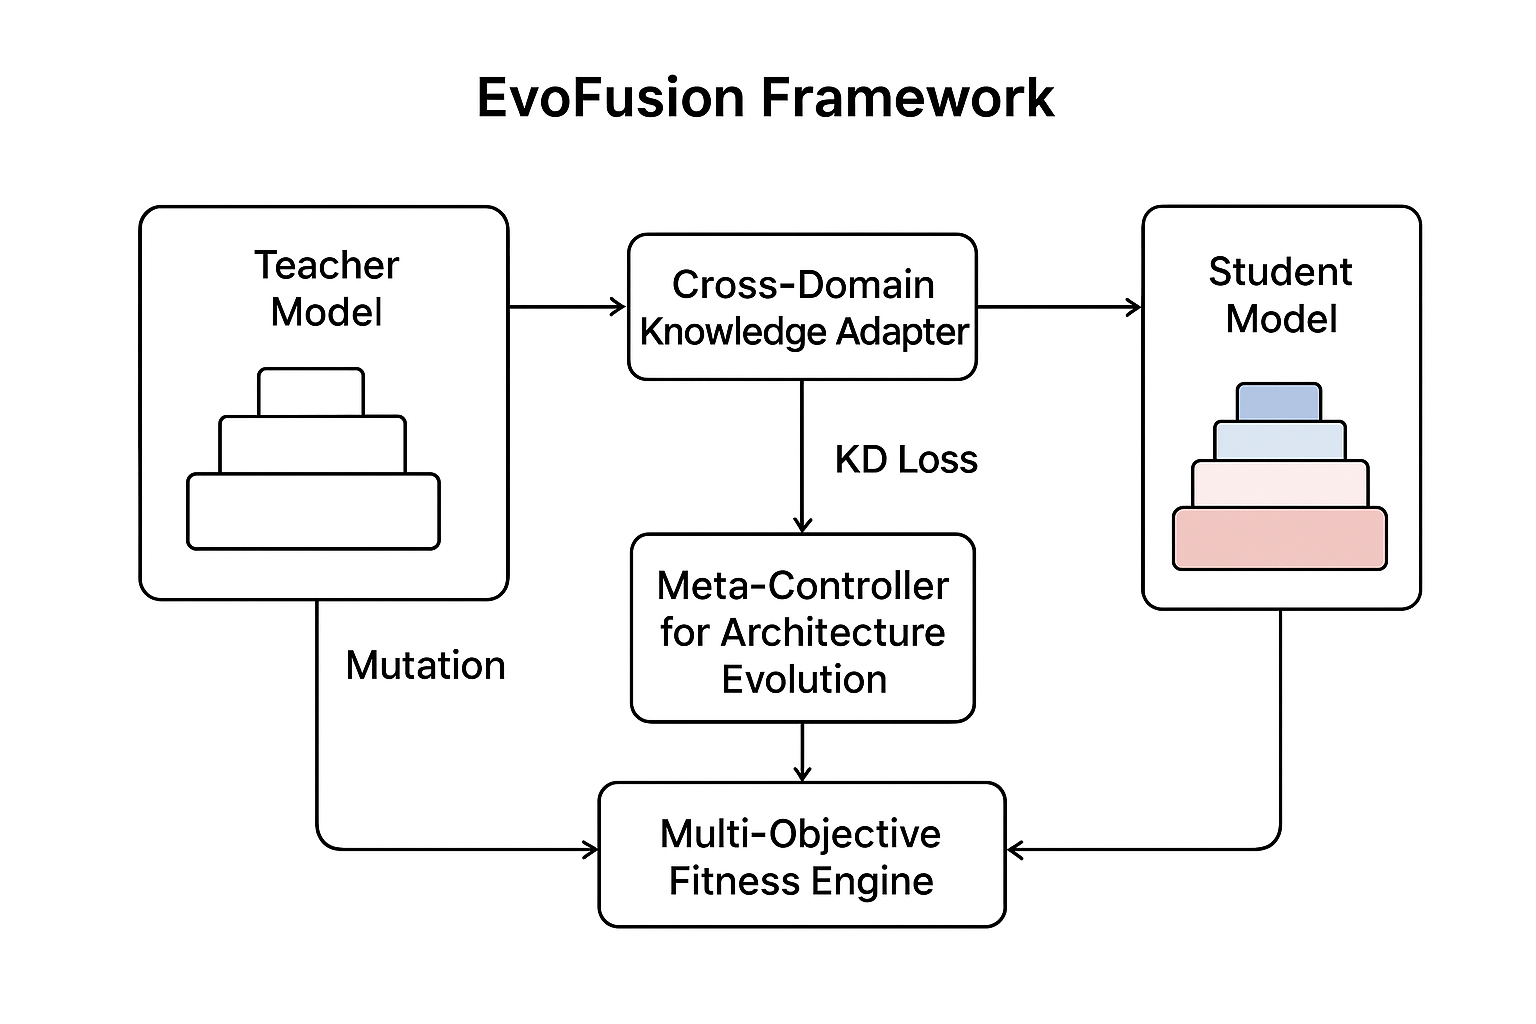 EvoFusion Framework
Teacher
Model
Cross-Domain
Knowledge Adapter
Student
Model
KD Loss
Meta-Controller
for Architecture
Evolution
Mutation
Multi-Objective
Fitness Engine